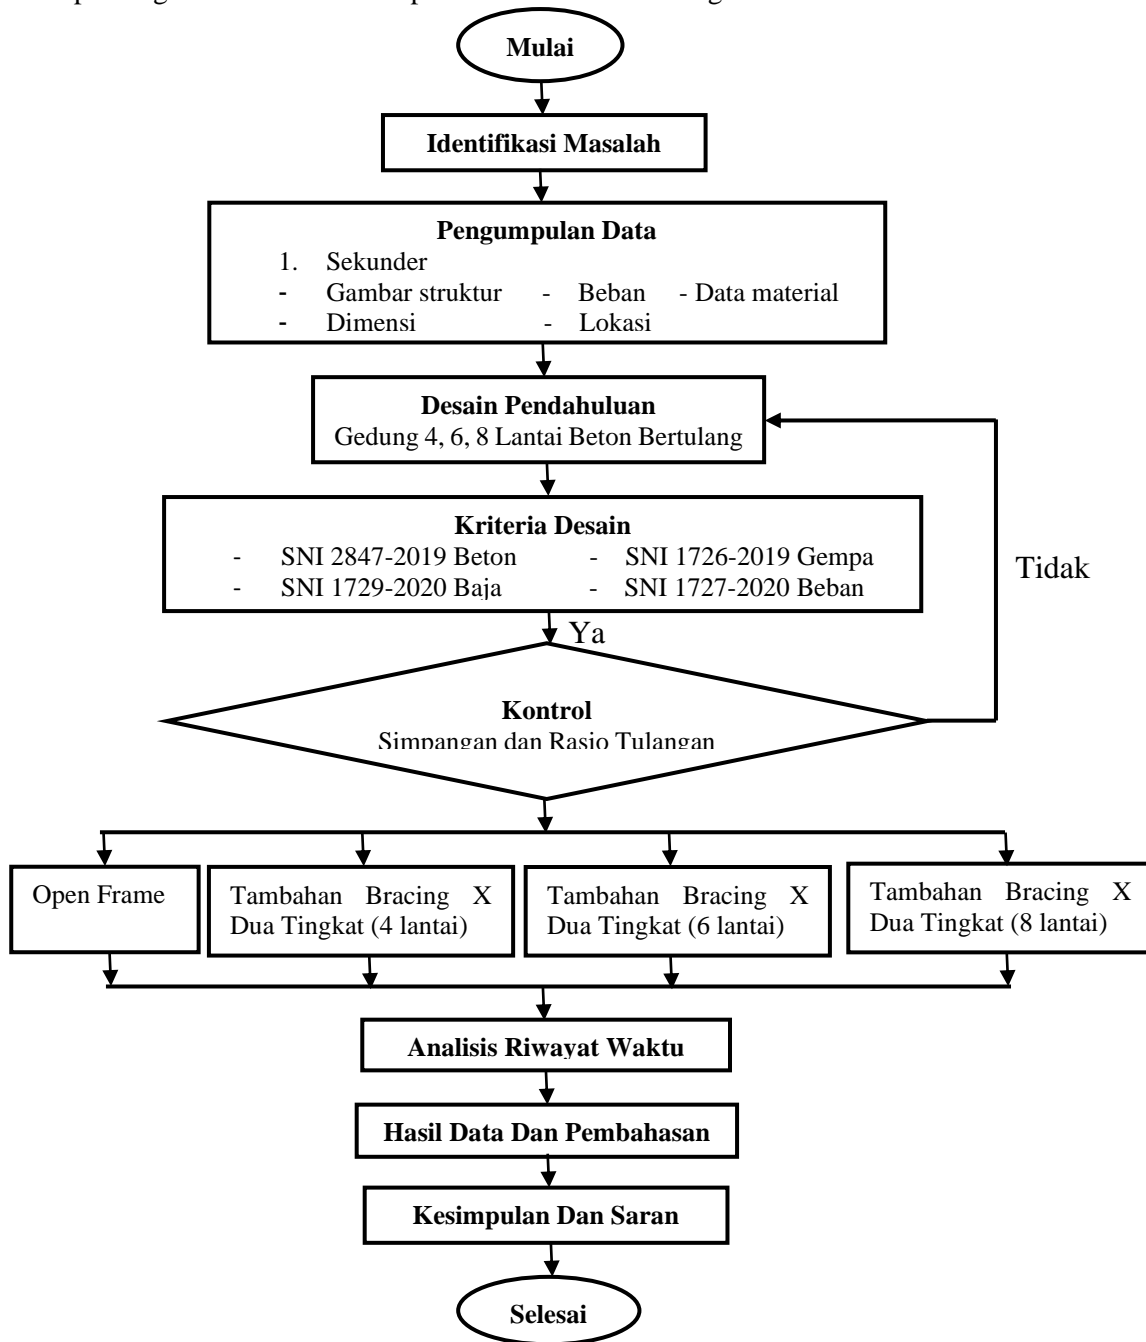 Mulai
Identifikasi Masalah
Pengumpulan Data
1. Sekunder
- Gambar struktur - Beban - Data material
- Dimensi - Lokasi
Desain Pendahuluan
Gedung 4, 6, 8 Lantai Beton Bertulang
Kriteria Desain
- SNI 2847-2019 Beton - SNI 1726-2019 Gempa
- SNI 1729-2020 Baja - SNI 1727-2020 Beban
Tidak
Ya
Kontrol
Simpangan dan Rasio Tulangan
Open Frame
Tambahan Bracing X
Dua Tingkat (4 lantai)
Tambahan Bracing X
Dua Tingkat (6 lantai)
Tambahan Bracing X
Dua Tingkat (8 lantai)
Analisis Riwayat Waktu
Hasil Data Dan Pembahasan
Kesimpulan Dan Saran
Selesai